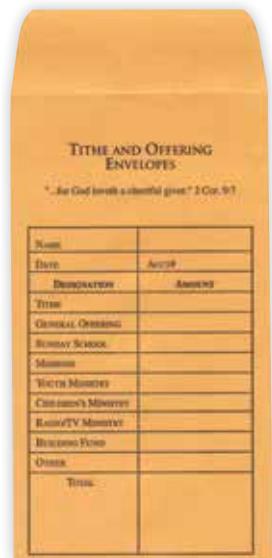 TITHE AND OFFERING
ENVELOPES
"...for God loveth a cheerful giver." 2 Cor. 9:7
NAME
DATE ACCT#
DESIGNATION AMOUNT
TITHE
GENERAL OFFERING
SUNDAY SCHOOL
MISSIONS
YOUTH MINISTRY
CHILDREN'S MINISTRY
RADIO/TV MINISTRY
BUILDING FUND
OTHER
TOTAL